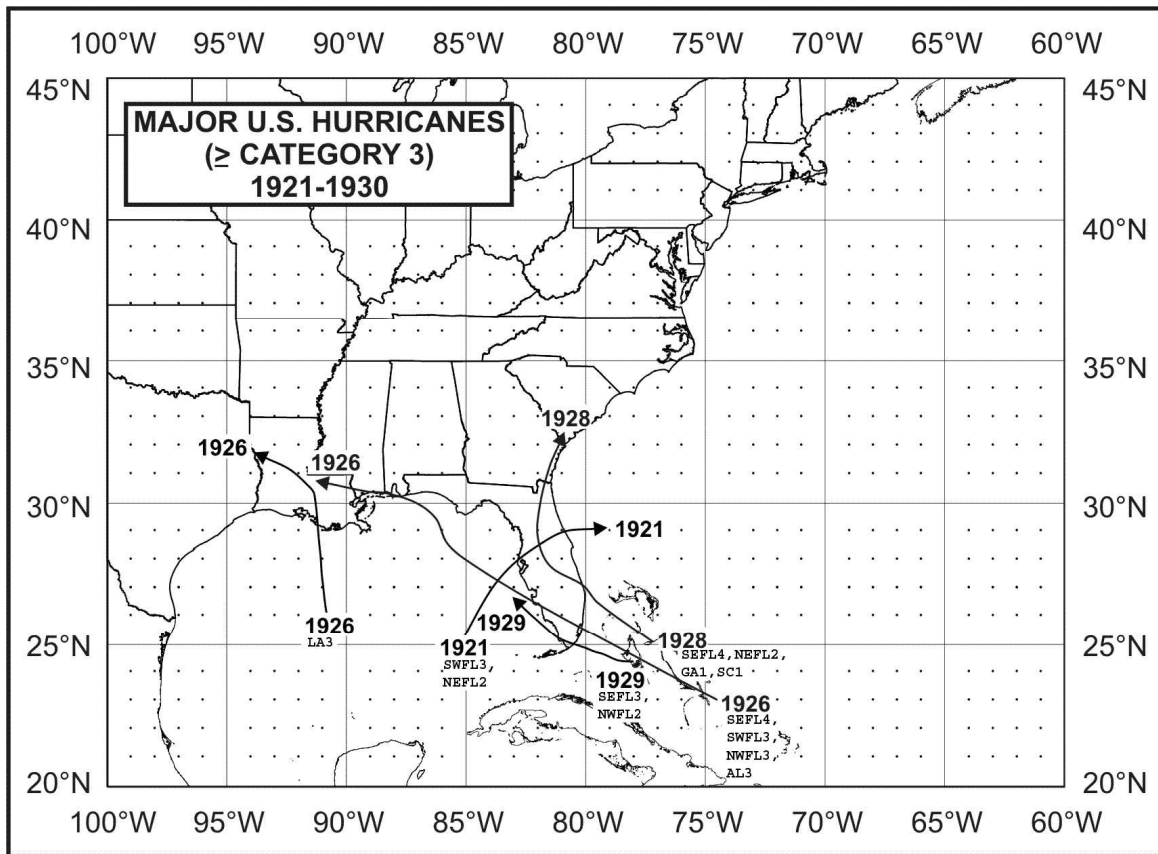 100°W 95°W 90°W 85°W 80°W 75°W 70°W 65°W 60°W
45°N 45°N
MAJOR U.S. HURRICANES
(≥ CATEGORY 3)
1921-1930
40°N 40°N
35°N 35°N
1928
1926
1926
30°N 30°N
1921
1926
LA3
1929
25°N 25°N
1921
SWFL3,
NEFL2
1928
SEFL4,NEFL2,
GA1,SC1
1929
SEFL3,
NWFL2
1926
SEFL4,
SWFL3,
NWFL3,
AL3
20°N 20°N
100°W 95°W 90°W 85°W 80°W 75°W 70°W 65°W 60°W